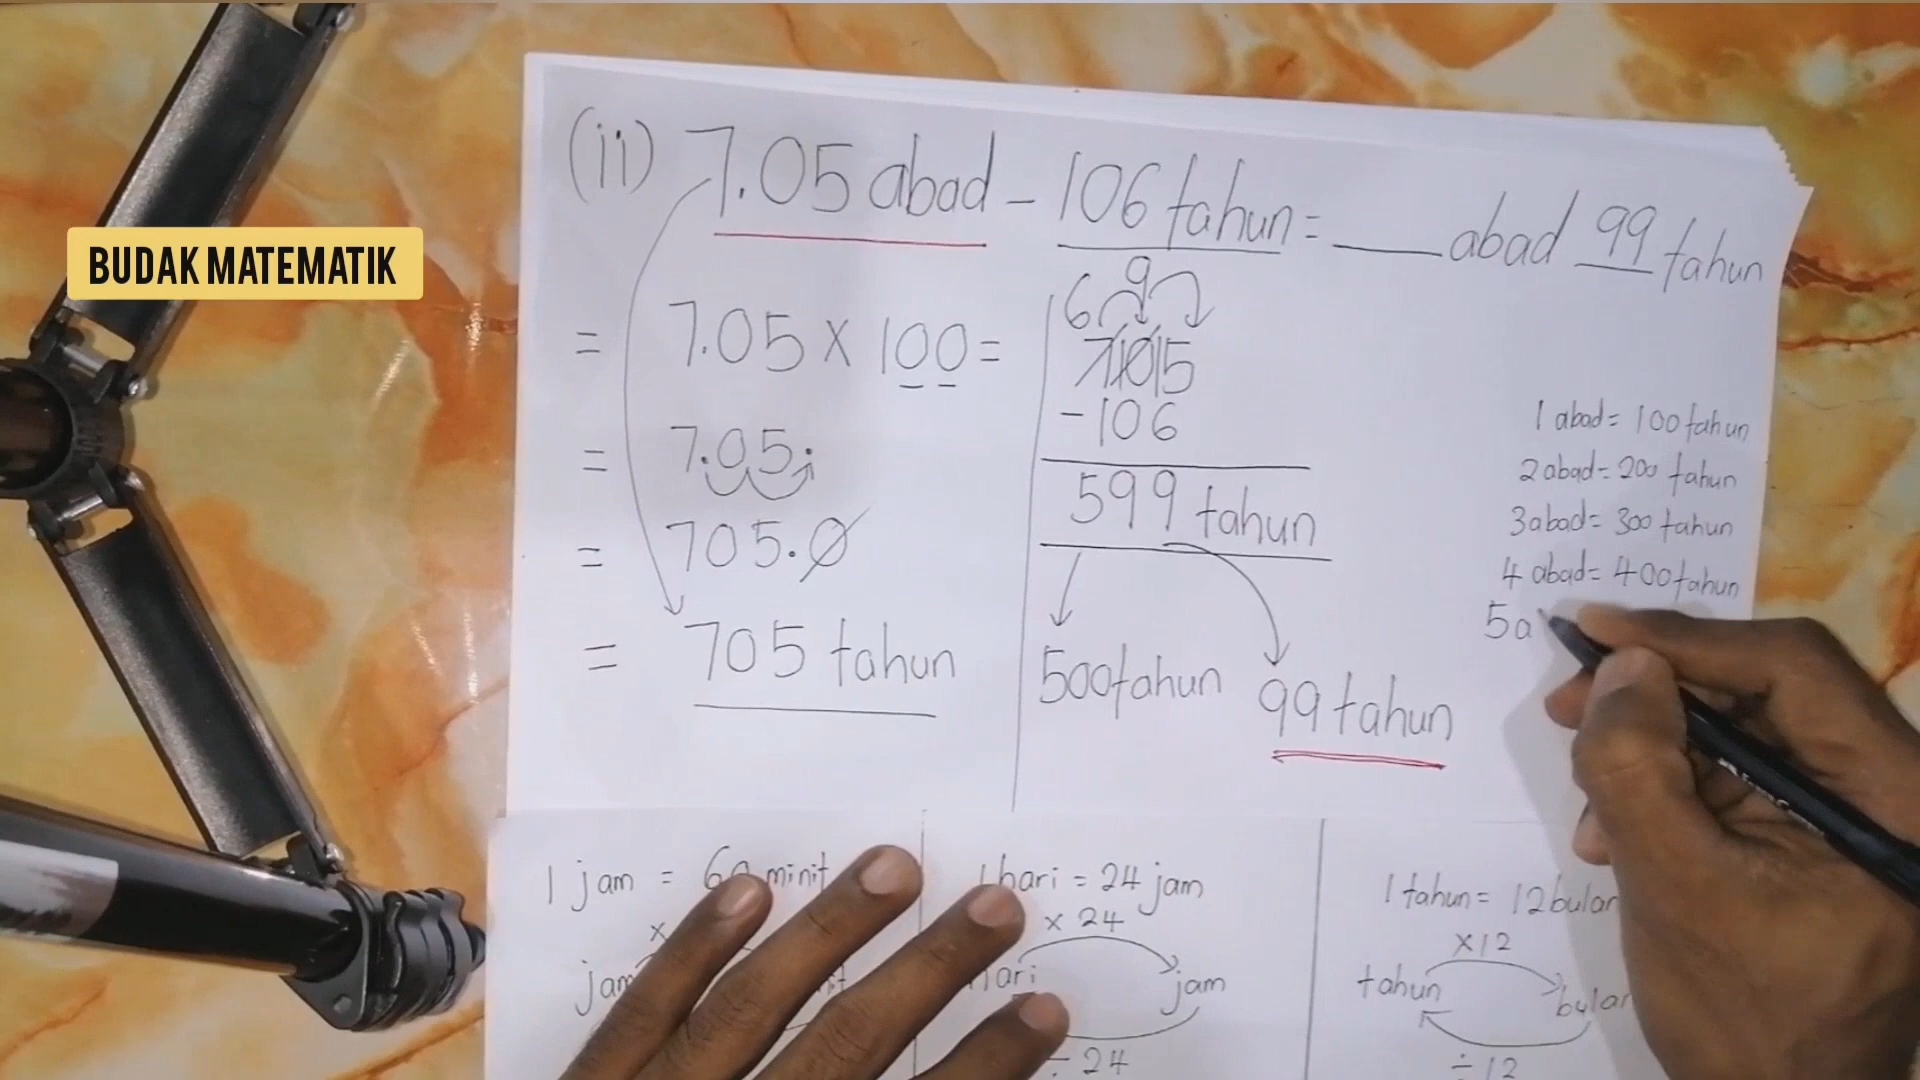 BUDAK MATEMATIK
(ii) 7.05 abad - 106 tahun = ___ abad 99 tahun
= 7.05 x 100 =
= 7.05.
= 705.0
= 705 tahun
6 9
7 10 15
- 106
599 tahun
500 tahun
99 tahun
1 abad = 100 tahun
2 abad = 200 tahun
3 abad = 300 tahun
4 abad = 400 tahun
5 a
1 jam = 60 minit
x
jam
1 hari = 24 jam
x 24
hari jam
÷ 24
1 tahun = 12 bulan
x 12
tahun bulan
÷ 12